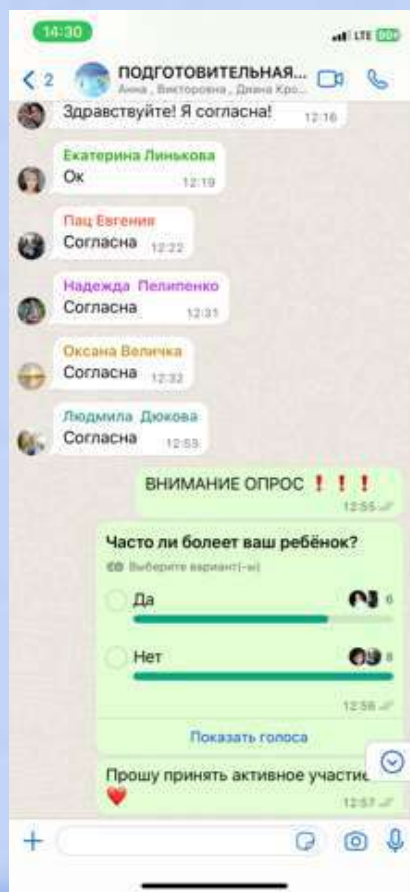 14:30
LTE
2
ПОДГОТОВИТЕЛЬНАЯ...
Анна , Викторовна , Диана Кро...
Здравствуйте! Я согласна!
12:16
Екатерина Линькова
Ок
12:19
Пац Евгения
Согласна
12:22
Надежда Пелипенко
Согласна
12:31
Оксана Величка
Согласна
12:32
Людмила Дюкова
Согласна
ВНИМАНИЕ ОПРОС ❗❗❗
12:55
Часто ли болеет ваш ребёнок?
Выберите вариант(-ы)
Да
6
Нет
8
12:56
Показать голоса
Прошу принять активное участие
12:57